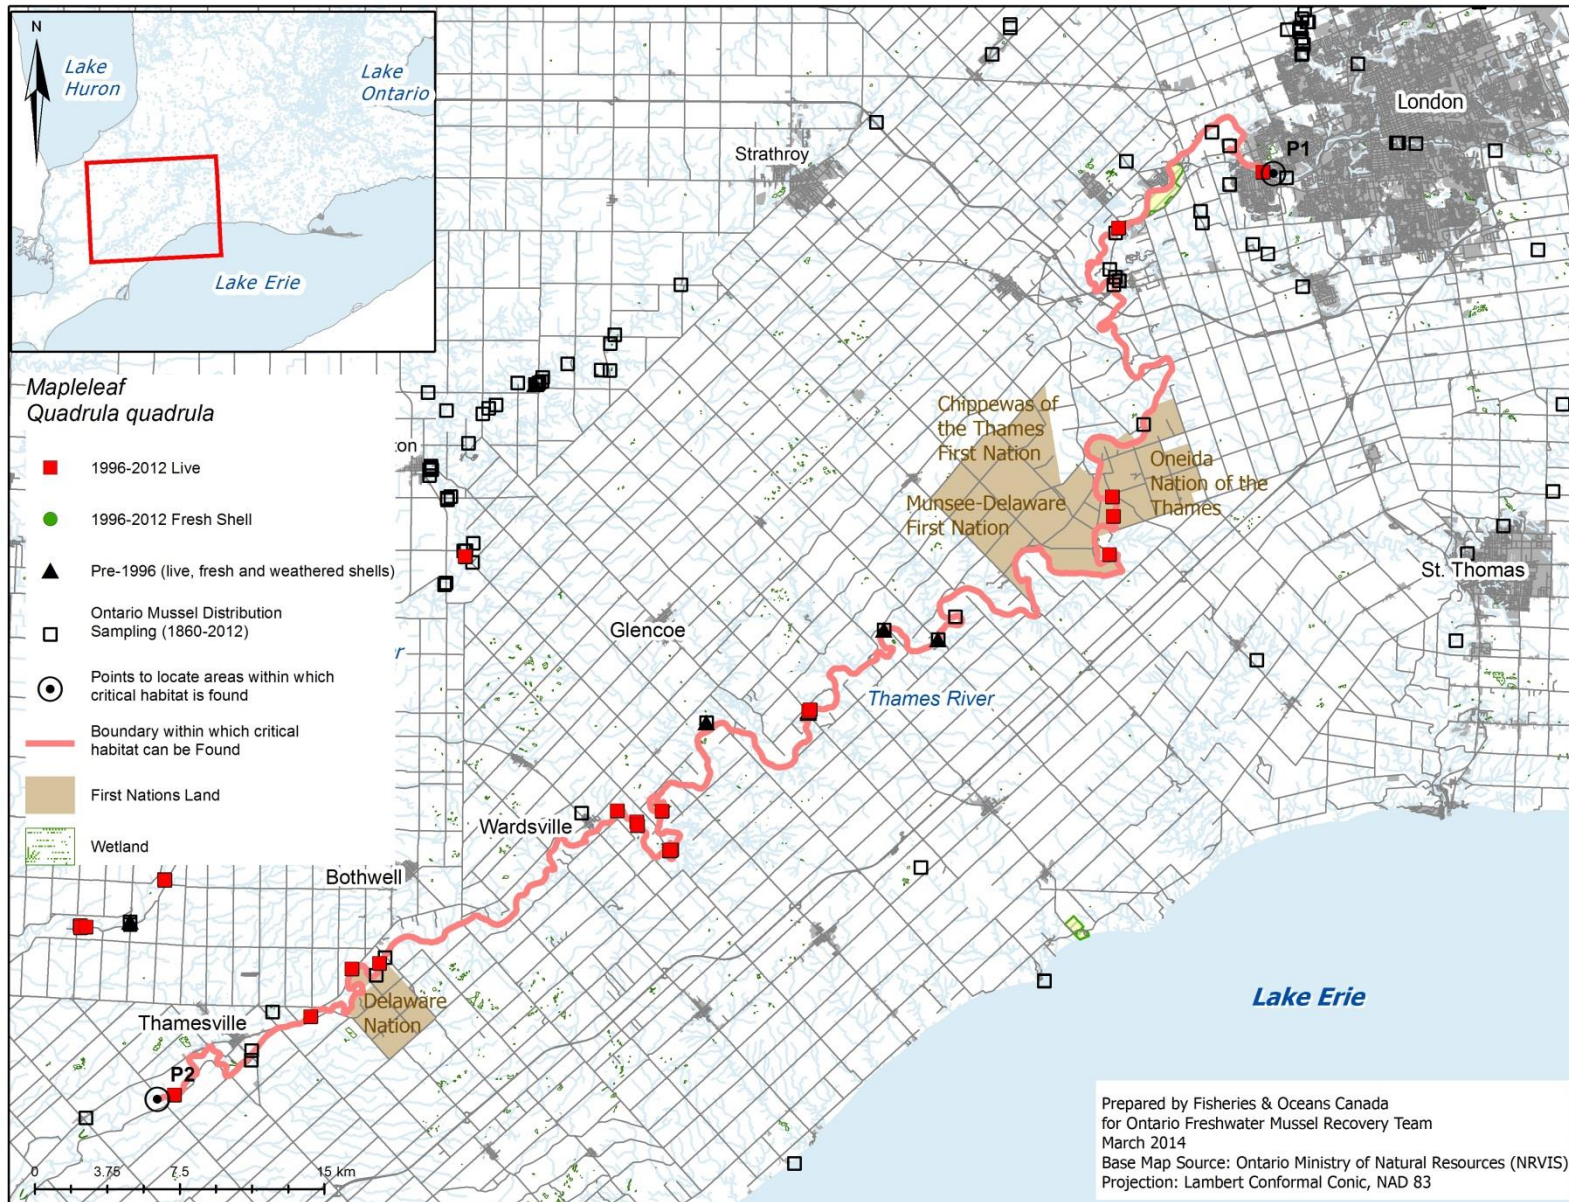 N
Lake
Huron
Lake
Ontario
Lake Erie
London
P1
Strathroy
Mapleleaf
Quadrula quadrula
1996-2012 Live
1996-2012 Fresh Shell
Pre-1996 (live, fresh and weathered shells)
Ontario Mussel Distribution
Sampling (1860-2012)
Points to locate areas within which
critical habitat is found
Boundary within which critical
habitat can be Found
First Nations Land
Wetland
ton
er
Chippewas of
the Thames
First Nation
Oneida
Nation of the
Thames
Munsee-Delaware
First Nation
St. Thomas
Glencoe
Thames River
Wardsville
Bothwell
Delaware
Nation
Thamesville
P2
Lake Erie
0 3.75 7.5 15 km
Prepared by Fisheries & Oceans Canada
for Ontario Freshwater Mussel Recovery Team
March 2014
Base Map Source: Ontario Ministry of Natural Resources (NRVIS)
Projection: Lambert Conformal Conic, NAD 83